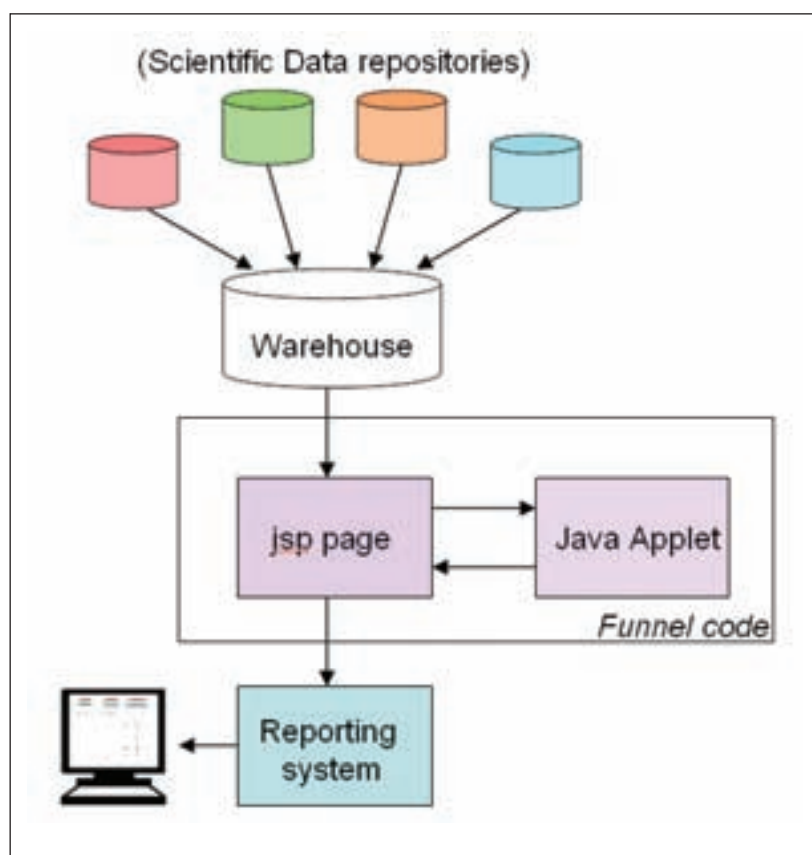 (Scientific Data repositories)
Warehouse
jsp page
Java Applet
Funnel code
Reporting
system